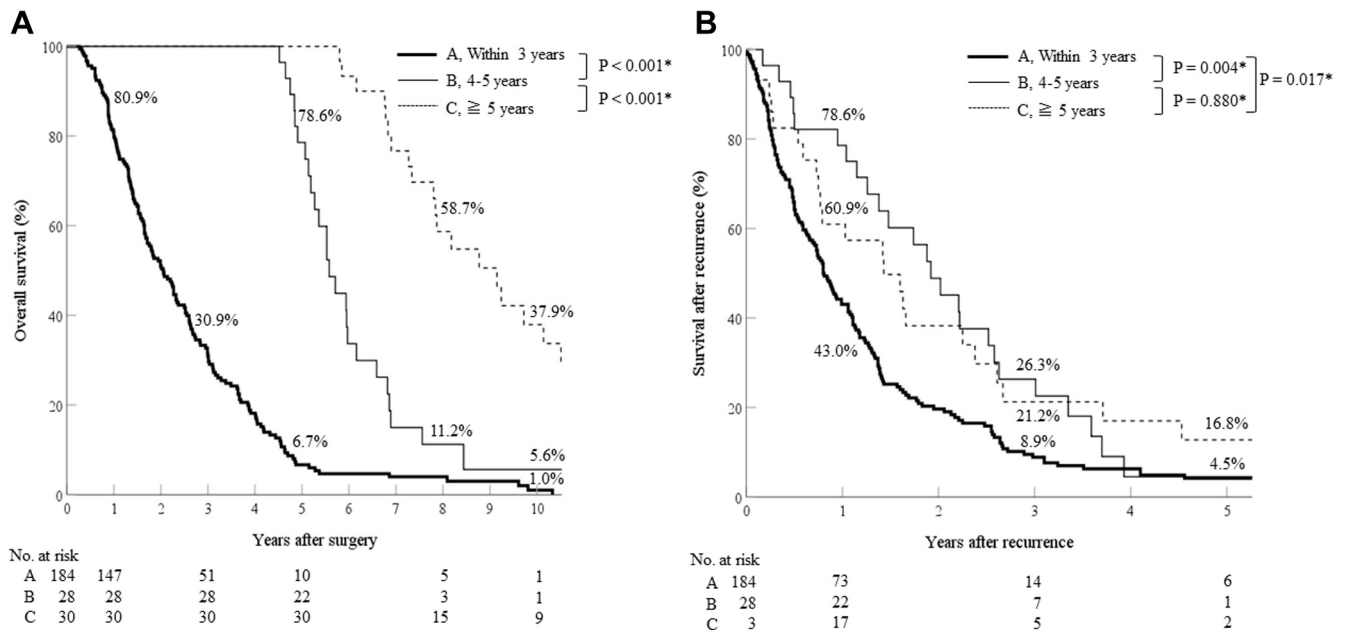 A
100
80
60
40
20
0
Overall survival (%)
A, Within 3 years
B, 4-5 years
C, ≧ 5 years
P < 0.001*
P < 0.001*
80.9%
78.6%
58.7%
30.9%
37.9%
6.7%
11.2%
5.6%
1.0%
0 1 2 3 4 5 6 7 8 9 10
Years after surgery
No. at risk
A 184 147 51 10 5 1
B 28 28 28 22 3 1
C 30 30 30 30 15 9
B
100
80
60
40
20
0
Survival after recurrence (%)
A, Within 3 years
B, 4-5 years
C, ≧ 5 years
P = 0.004*
P = 0.880*
P = 0.017*
78.6%
60.9%
43.0%
26.3%
21.2%
8.9%
16.8%
4.5%
0 1 2 3 4 5
Years after recurrence
No. at risk
A 184 73 14 6
B 28 22 7 1
C 3 17 5 2